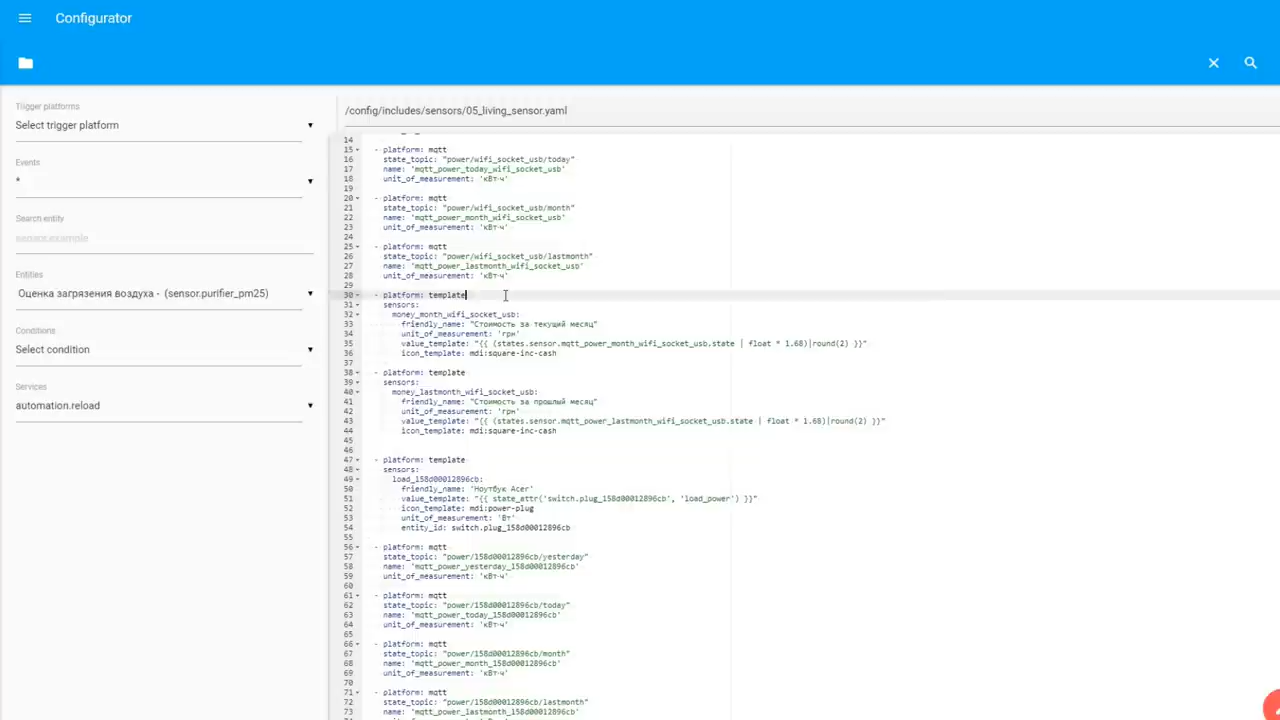 Configurator
Trigger platforms
Select trigger platform
Events
*
Search entity
sensor.example
Entities
Оценка загрязения воздуха - (sensor.purifier_pm25)
Conditions
Select condition
Services
automation.reload
/config/includes/sensors/05_living_sensor.yaml
14
15 - platform: mqtt
16 state_topic: "power/wifi_socket_usb/today"
17 name: 'mqtt_power_today_wifi_socket_usb'
18 unit_of_measurement: 'кВт·ч'
19
20 - platform: mqtt
21 state_topic: "power/wifi_socket_usb/month"
22 name: 'mqtt_power_month_wifi_socket_usb'
23 unit_of_measurement: 'кВт·ч'
24
25 - platform: mqtt
26 state_topic: "power/wifi_socket_usb/lastmonth"
27 name: 'mqtt_power_lastmonth_wifi_socket_usb'
28 unit_of_measurement: 'кВт·ч'
29
30 - platform: template
31 sensors:
32 money_month_wifi_socket_usb:
33 friendly_name: "Стоимость за текущий месяц"
34 unit_of_measurement: 'грн'
35 value_template: "{{ (states.sensor.mqtt_power_month_wifi_socket_usb.state | float * 1.68)|round(2) }}"
36 icon_template: mdi:square-inc-cash
37
38 - platform: template
39 sensors:
40 money_lastmonth_wifi_socket_usb:
41 friendly_name: "Стоимость за прошлый месяц"
42 unit_of_measurement: 'грн'
43 value_template: "{{ (states.sensor.mqtt_power_lastmonth_wifi_socket_usb.state | float * 1.68)|round(2) }}"
44 icon_template: mdi:square-inc-cash
45
46
47 - platform: template
48 sensors:
49 load_158d00012896cb:
50 friendly_name: 'Ноутбук Acer'
51 value_template: "{{ state_attr('switch.plug_158d00012896cb', 'load_power') }}"
52 icon_template: mdi:power-plug
53 unit_of_measurement: 'Вт'
54 entity_id: switch.plug_158d00012896cb
55
56 - platform: mqtt
57 state_topic: "power/158d00012896cb/yesterday"
58 name: 'mqtt_power_yesterday_158d00012896cb'
59 unit_of_measurement: 'кВт·ч'
60
61 - platform: mqtt
62 state_topic: "power/158d00012896cb/today"
63 name: 'mqtt_power_today_158d00012896cb'
64 unit_of_measurement: 'кВт·ч'
65
66 - platform: mqtt
67 state_topic: "power/158d00012896cb/month"
68 name: 'mqtt_power_month_158d00012896cb'
69 unit_of_measurement: 'кВт·ч'
70
71 - platform: mqtt
72 state_topic: "power/158d00012896cb/lastmonth"
73 name: 'mqtt_power_lastmonth_158d00012896cb'